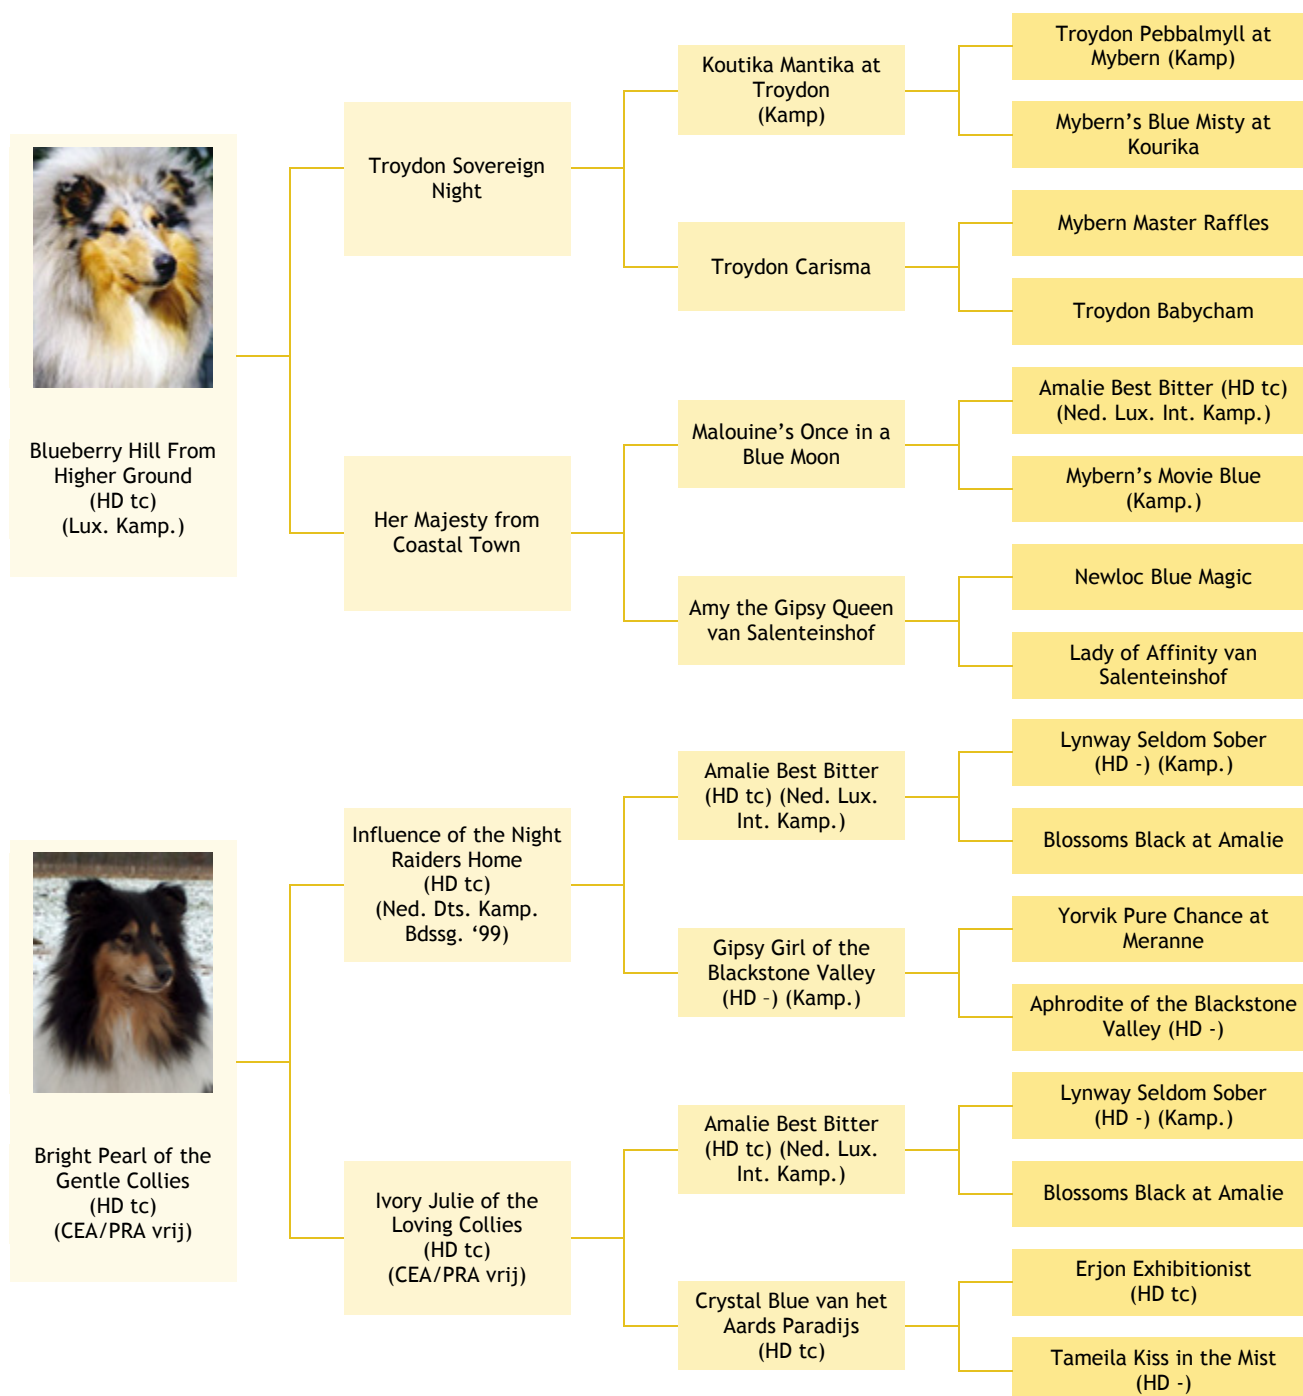 Blueberry Hill From
Higher Ground
(HD tc)
(Lux. Kamp.)
Troydon Sovereign
Night
Koutika Mantika at
Troydon
(Kamp)
Troydon Pebbalmyll at
Mybern (Kamp)
Mybern’s Blue Misty at
Kourika
Troydon Carisma
Mybern Master Raffles
Troydon Babycham
Her Majesty from
Coastal Town
Malouine’s Once in a
Blue Moon
Amalie Best Bitter (HD tc)
(Ned. Lux. Int. Kamp.)
Mybern’s Movie Blue
(Kamp.)
Amy the Gipsy Queen
van Salenteinshof
Newloc Blue Magic
Lady of Affinity van
Salenteinshof
Bright Pearl of the
Gentle Collies
(HD tc)
(CEA/PRA vrij)
Influence of the Night
Raiders Home
(HD tc)
(Ned. Dts. Kamp.
Bdssg. ‘99)
Amalie Best Bitter
(HD tc) (Ned. Lux.
Int. Kamp.)
Lynway Seldom Sober
(HD -) (Kamp.)
Blossoms Black at Amalie
Gipsy Girl of the
Blackstone Valley
(HD –) (Kamp.)
Yorvik Pure Chance at
Meranne
Aphrodite of the Blackstone
Valley (HD -)
Ivory Julie of the
Loving Collies
(HD tc)
(CEA/PRA vrij)
Amalie Best Bitter
(HD tc) (Ned. Lux.
Int. Kamp.)
Lynway Seldom Sober
(HD -) (Kamp.)
Blossoms Black at Amalie
Crystal Blue van het
Aards Paradijs
(HD tc)
Erjon Exhibitionist
(HD tc)
Tameila Kiss in the Mist
(HD -)